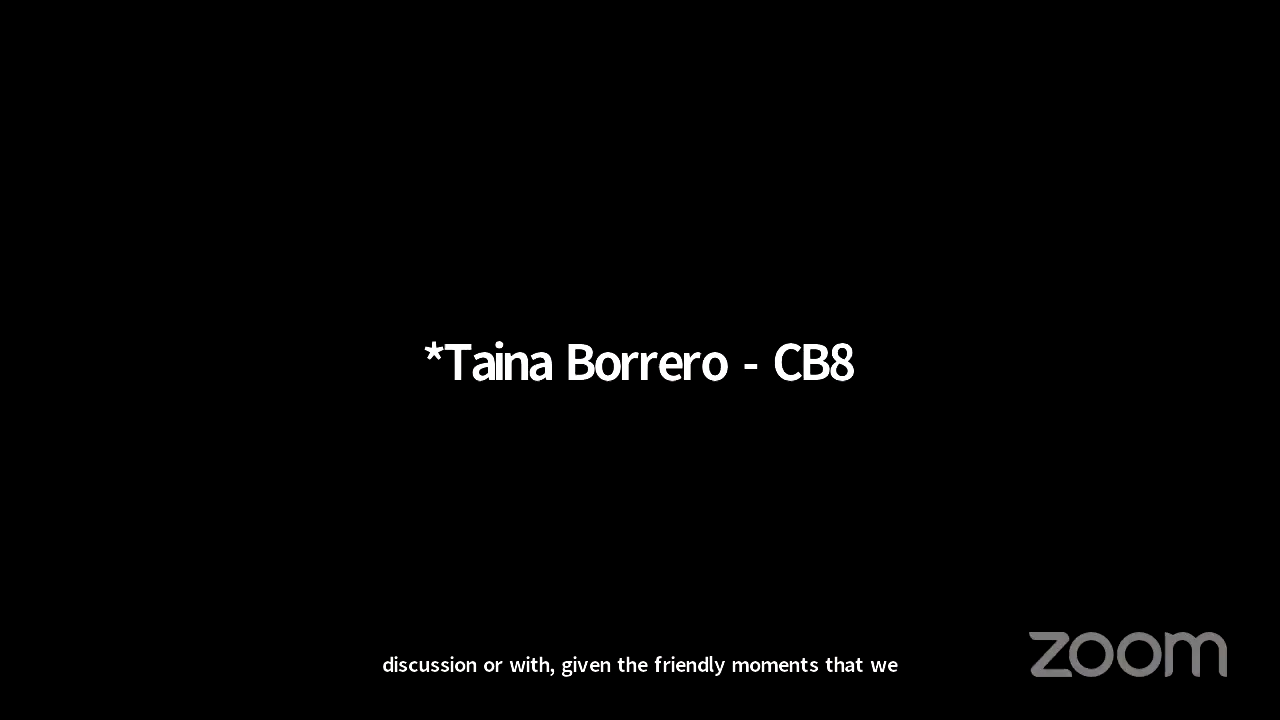 *Taina Borrero - CB8
discussion or with, given the friendly moments that we
zoom